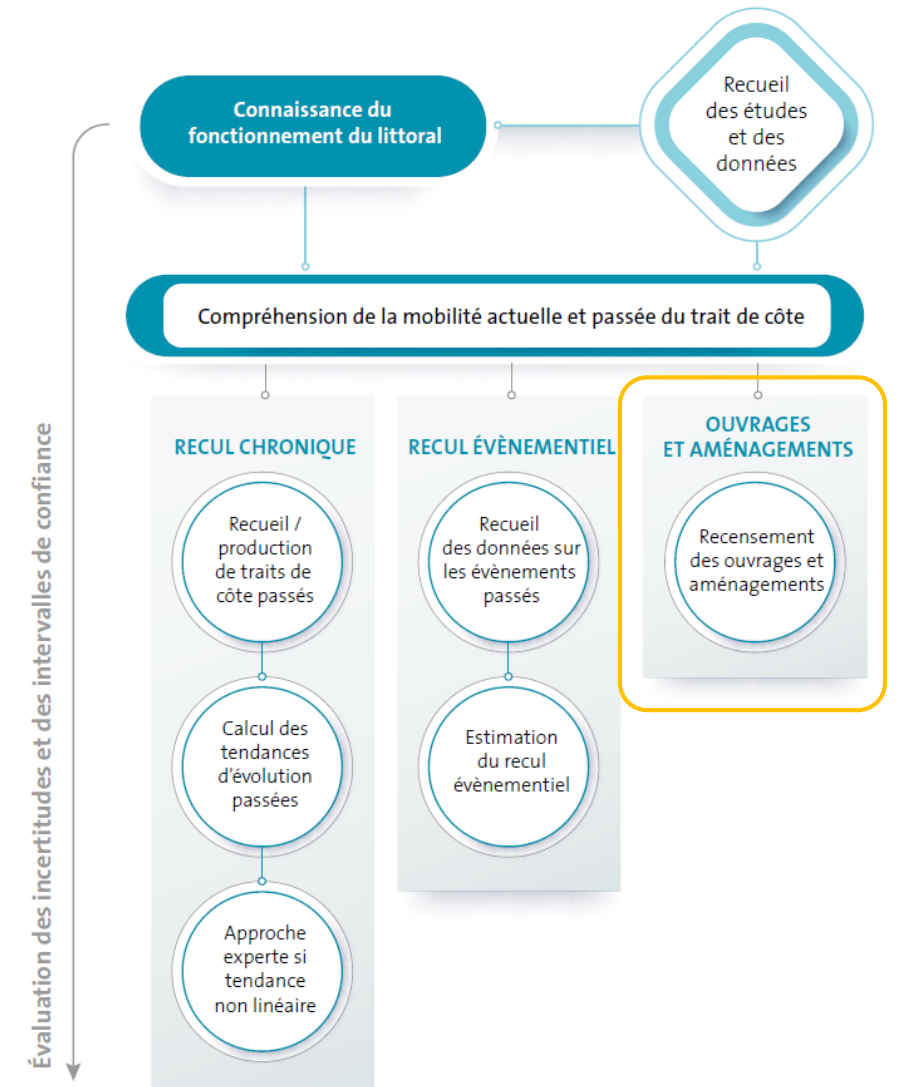 Connaissance du
fonctionnement du littoral
Recueil
des études
et des
données
Compréhension de la mobilité actuelle et passée du trait de côte
RECUL CHRONIQUE
Recueil /
production
de traits de
côte passés
Calcul des
tendances
d'évolution
passées
Approche
experte si
tendance
non linéaire
RECUL ÉVÈNEMENTIEL
Recueil
des données sur
les évènements
passés
Estimation
du recul
évènementiel
OUVRAGES
ET AMÉNAGEMENTS
Recensement
des ouvrages et
aménagements
Évaluation des incertitudes et des intervalles de confiance